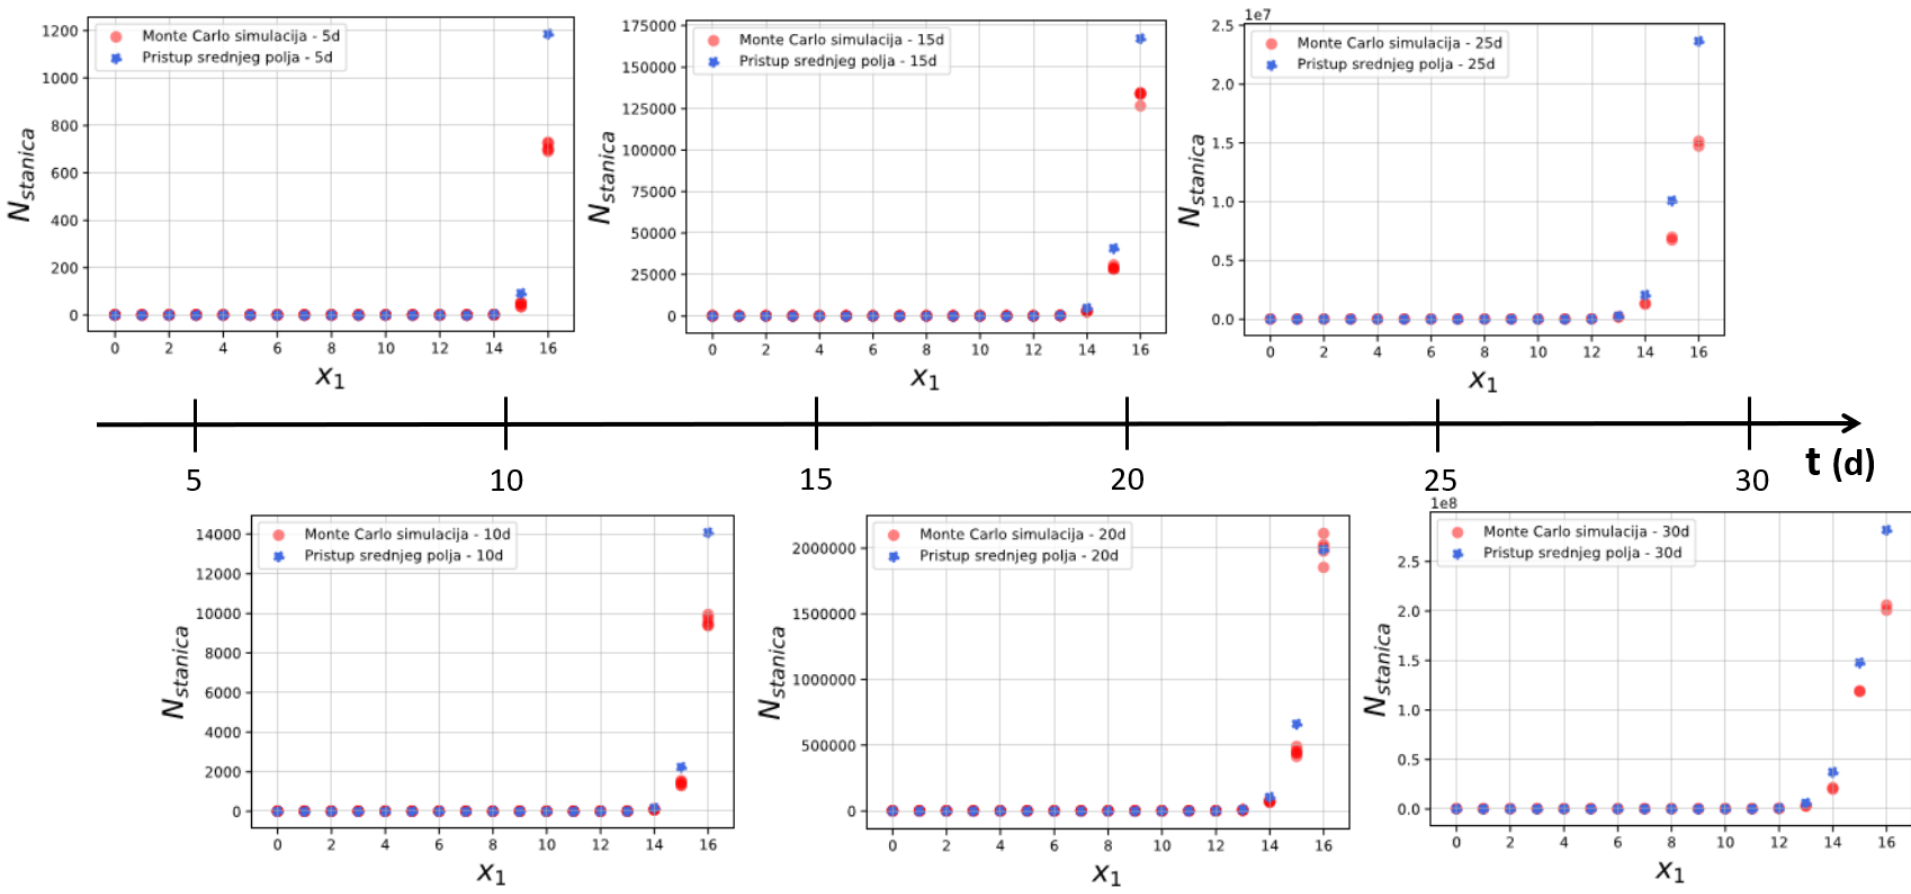 Monte Carlo simulacija - 5d
Pristup srednjeg polja - 5d
1200
1000
800
600
400
200
0
N_stanica
0 2 4 6 8 10 12 14 16
x_1
Monte Carlo simulacija - 15d
Pristup srednjeg polja - 15d
175000
150000
125000
100000
75000
50000
25000
0
N_stanica
0 2 4 6 8 10 12 14 16
x_1
1e7
Monte Carlo simulacija - 25d
Pristup srednjeg polja - 25d
2.5
2.0
1.5
1.0
0.5
0.0
N_stanica
0 2 4 6 8 10 12 14 16
x_1
5 10 15 20 25 30 t (d)
Monte Carlo simulacija - 10d
Pristup srednjeg polja - 10d
14000
12000
10000
8000
6000
4000
2000
0
N_stanica
0 2 4 6 8 10 12 14 16
x_1
Monte Carlo simulacija - 20d
Pristup srednjeg polja - 20d
2000000
1500000
1000000
500000
0
N_stanica
0 2 4 6 8 10 12 14 16
x_1
1e8
Monte Carlo simulacija - 30d
Pristup srednjeg polja - 30d
2.5
2.0
1.5
1.0
0.5
0.0
N_stanica
0 2 4 6 8 10 12 14 16
x_1